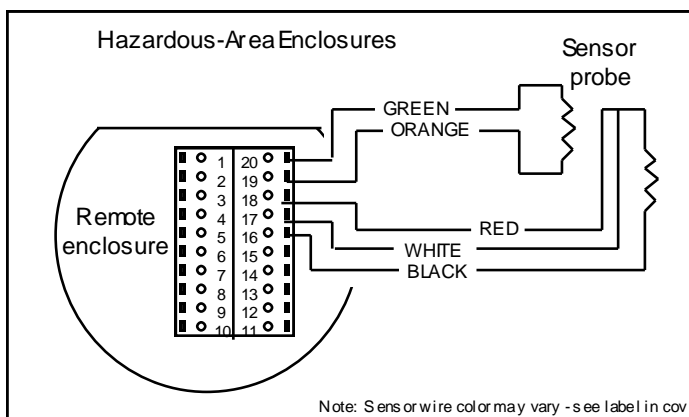 Hazardous-Area Enclosures
Sensor
probe
GREEN
ORANGE
1 20
2 19
3 18
4 17
5 16
6 15
7 14
8 13
9 12
10 11
Remote
enclosure
RED
WHITE
BLACK
Note: Sensor wire color may vary - see label in cov